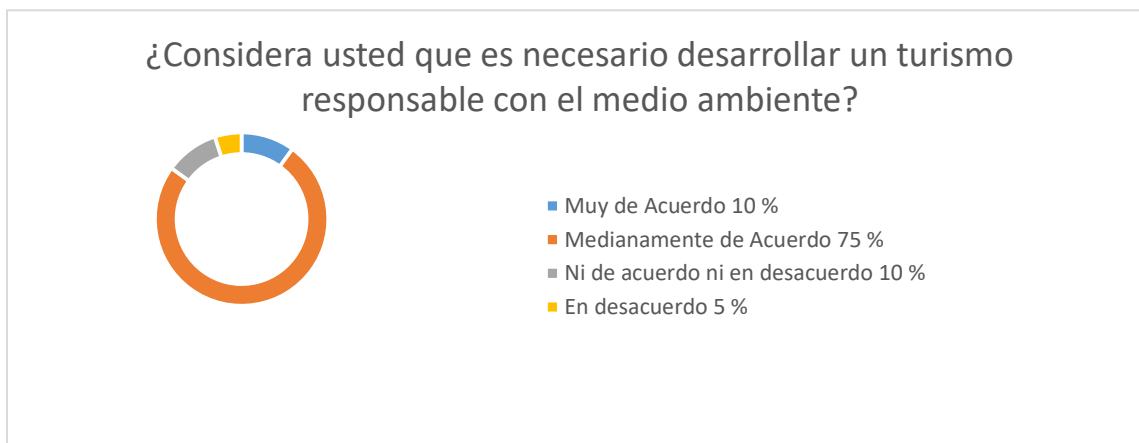 ¿Considera usted que es necesario desarrollar un turismo
responsable con el medio ambiente?
Muy de Acuerdo 10 %
Medianamente de Acuerdo 75 %
Ni de acuerdo ni en desacuerdo 10 %
En desacuerdo 5 %